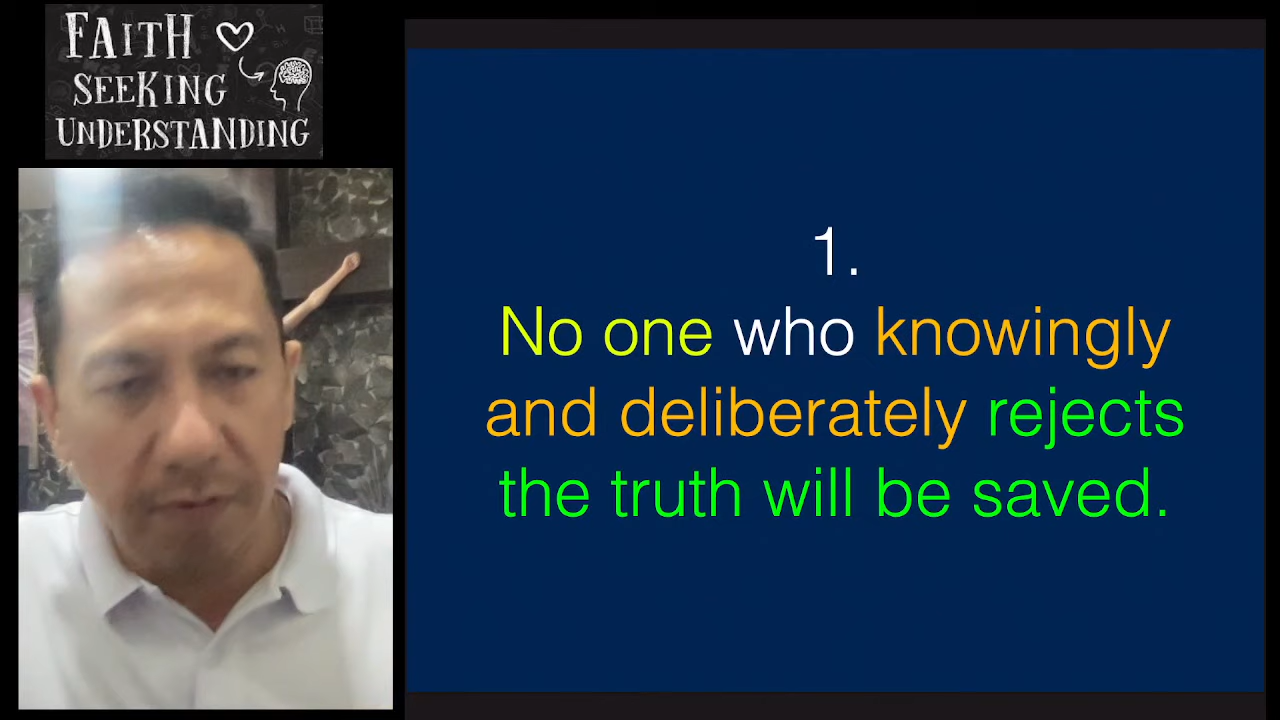 FAITH
SEEKING
UNDERSTANDING
1.
No one who knowingly
and deliberately rejects
the truth will be saved.